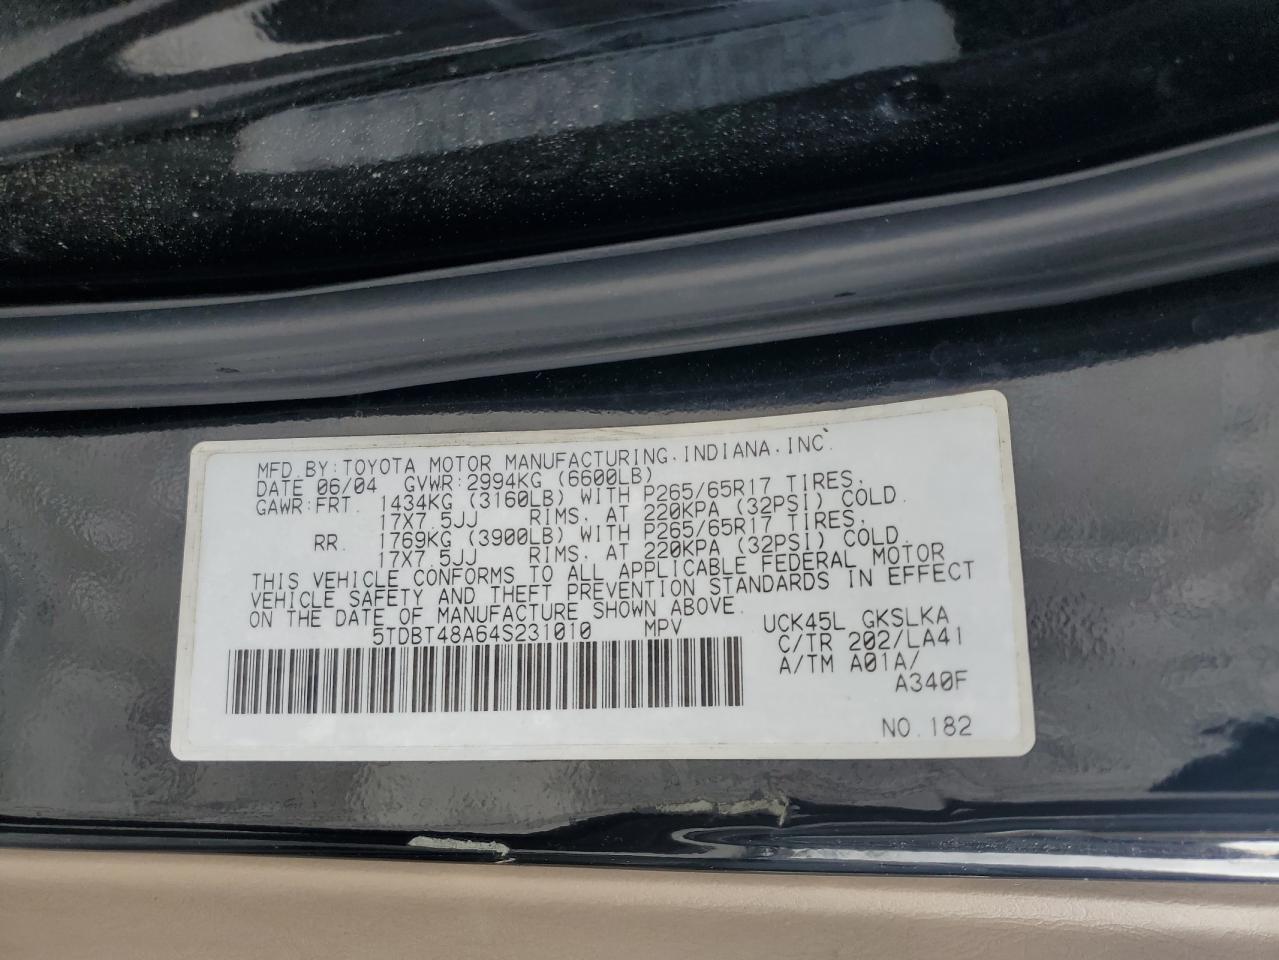 MFD.BY:TOYOTA MOTOR MANUFACTURING.INDIANA.INC.
DATE 06/04 GVWR:2994KG (6600LB)
GAWR:FRT. 1434KG (3160LB) WITH P265/65R17 TIRES,
17X7.5JJ RIMS, AT 220KPA (32PSI) COLD.
RR. 1769KG (3900LB) WITH P265/65R17 TIRES,
17X7.5JJ RIMS, AT 220KPA (32PSI) COLD.
THIS VEHICLE CONFORMS TO ALL APPLICABLE FEDERAL MOTOR
VEHICLE SAFETY AND THEFT PREVENTION STANDARDS IN EFFECT
ON THE DATE OF MANUFACTURE SHOWN ABOVE.
5TDBT48A64S231010 MPV
UCK45L GKSLKA
C/TR 202/LA41
A/TM A01A/
A340F
NO.182